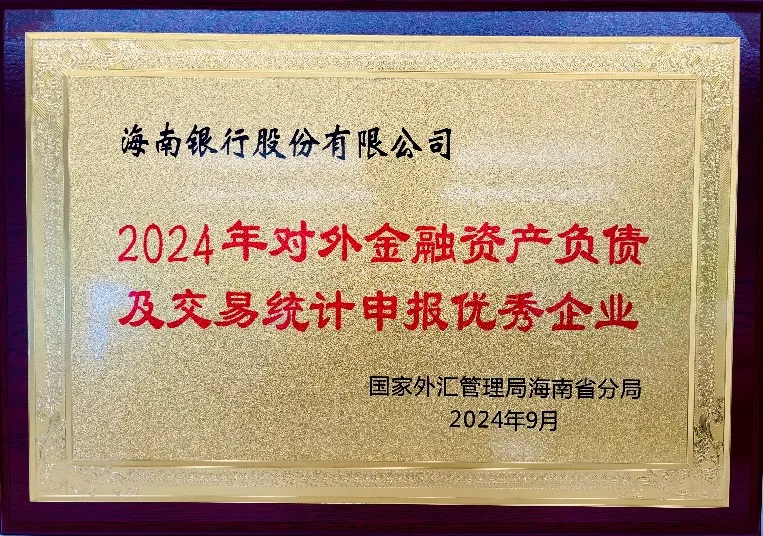 海南银行股份有限公司
2024年对外金融资产负债
及交易统计申报优秀企业
国家外汇管理局海南省分局
2024年9月